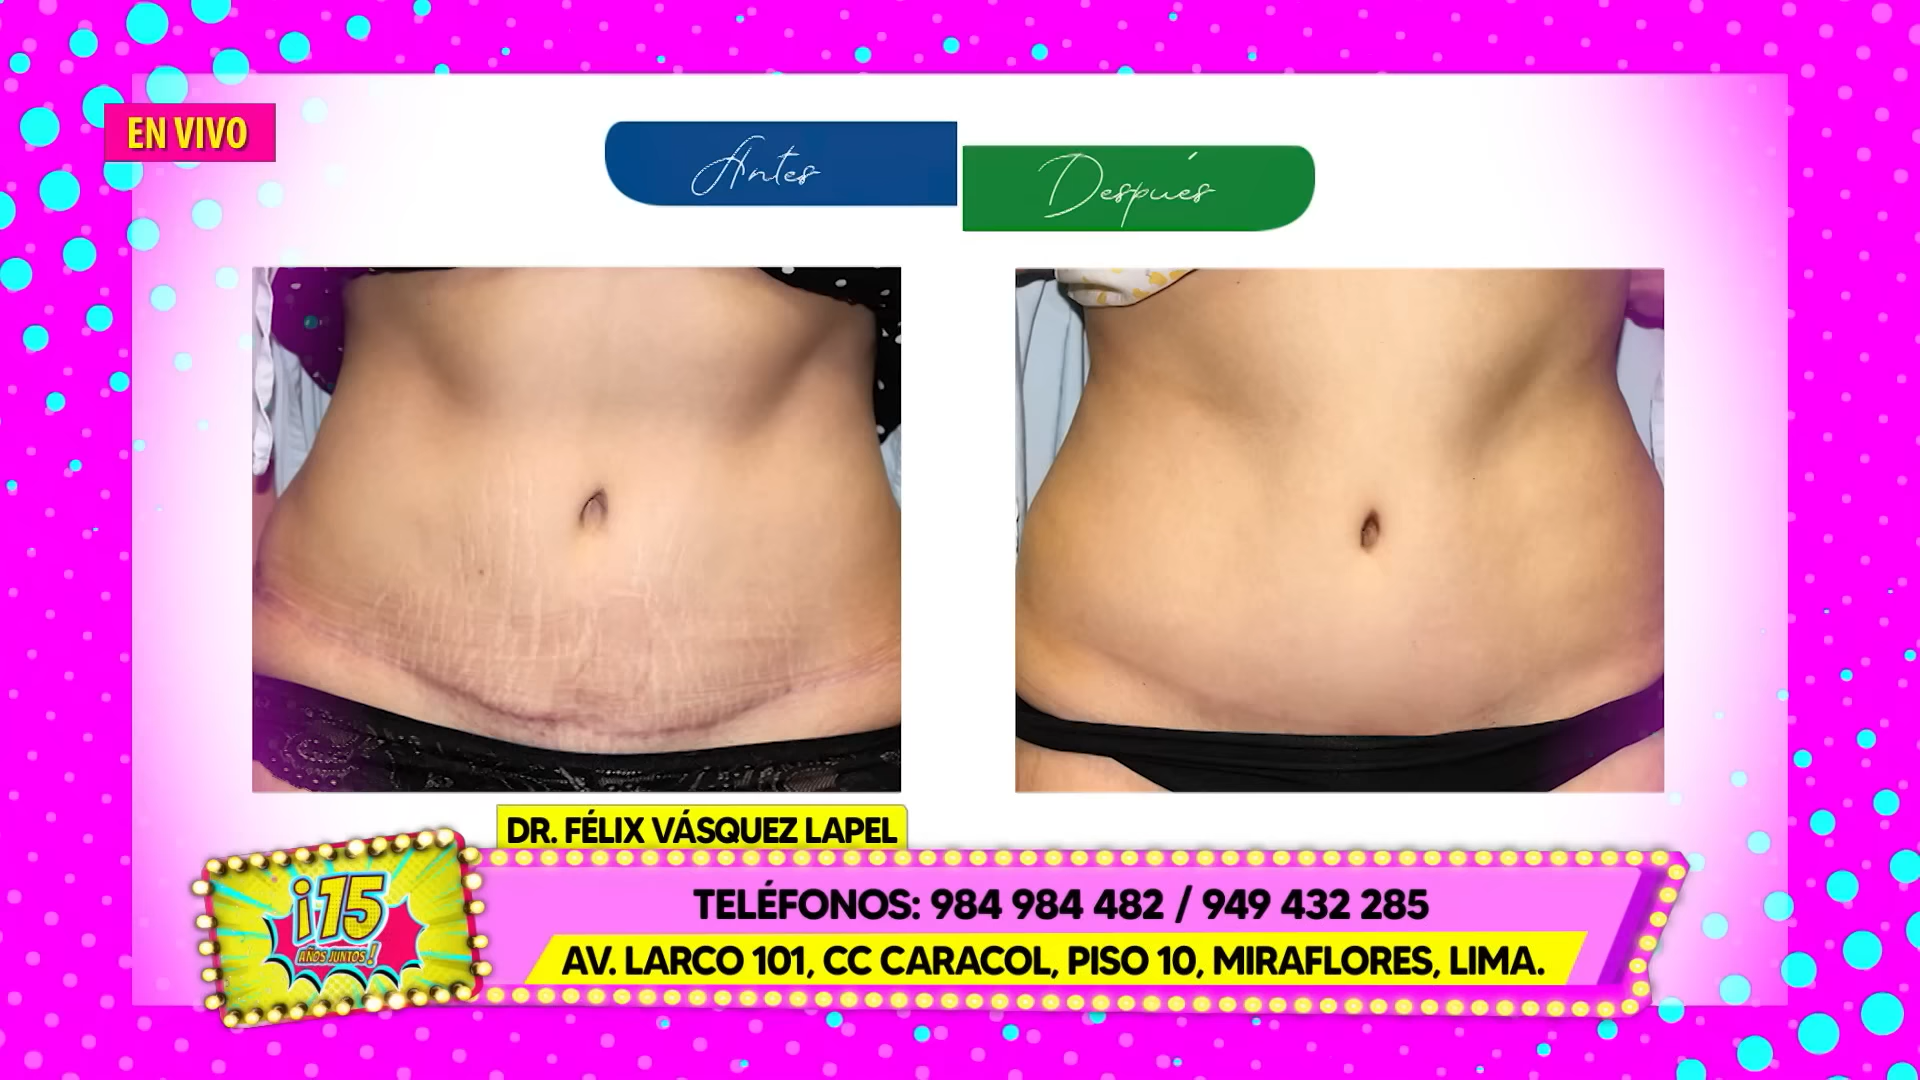 EN VIVO
Antes
Después
DR. FÉLIX VÁSQUEZ LAPEL
¡15
AÑOS JUNTOS!
TELÉFONOS: 984 984 482 / 949 432 285
AV. LARCO 101, CC CARACOL, PISO 10, MIRAFLORES, LIMA.